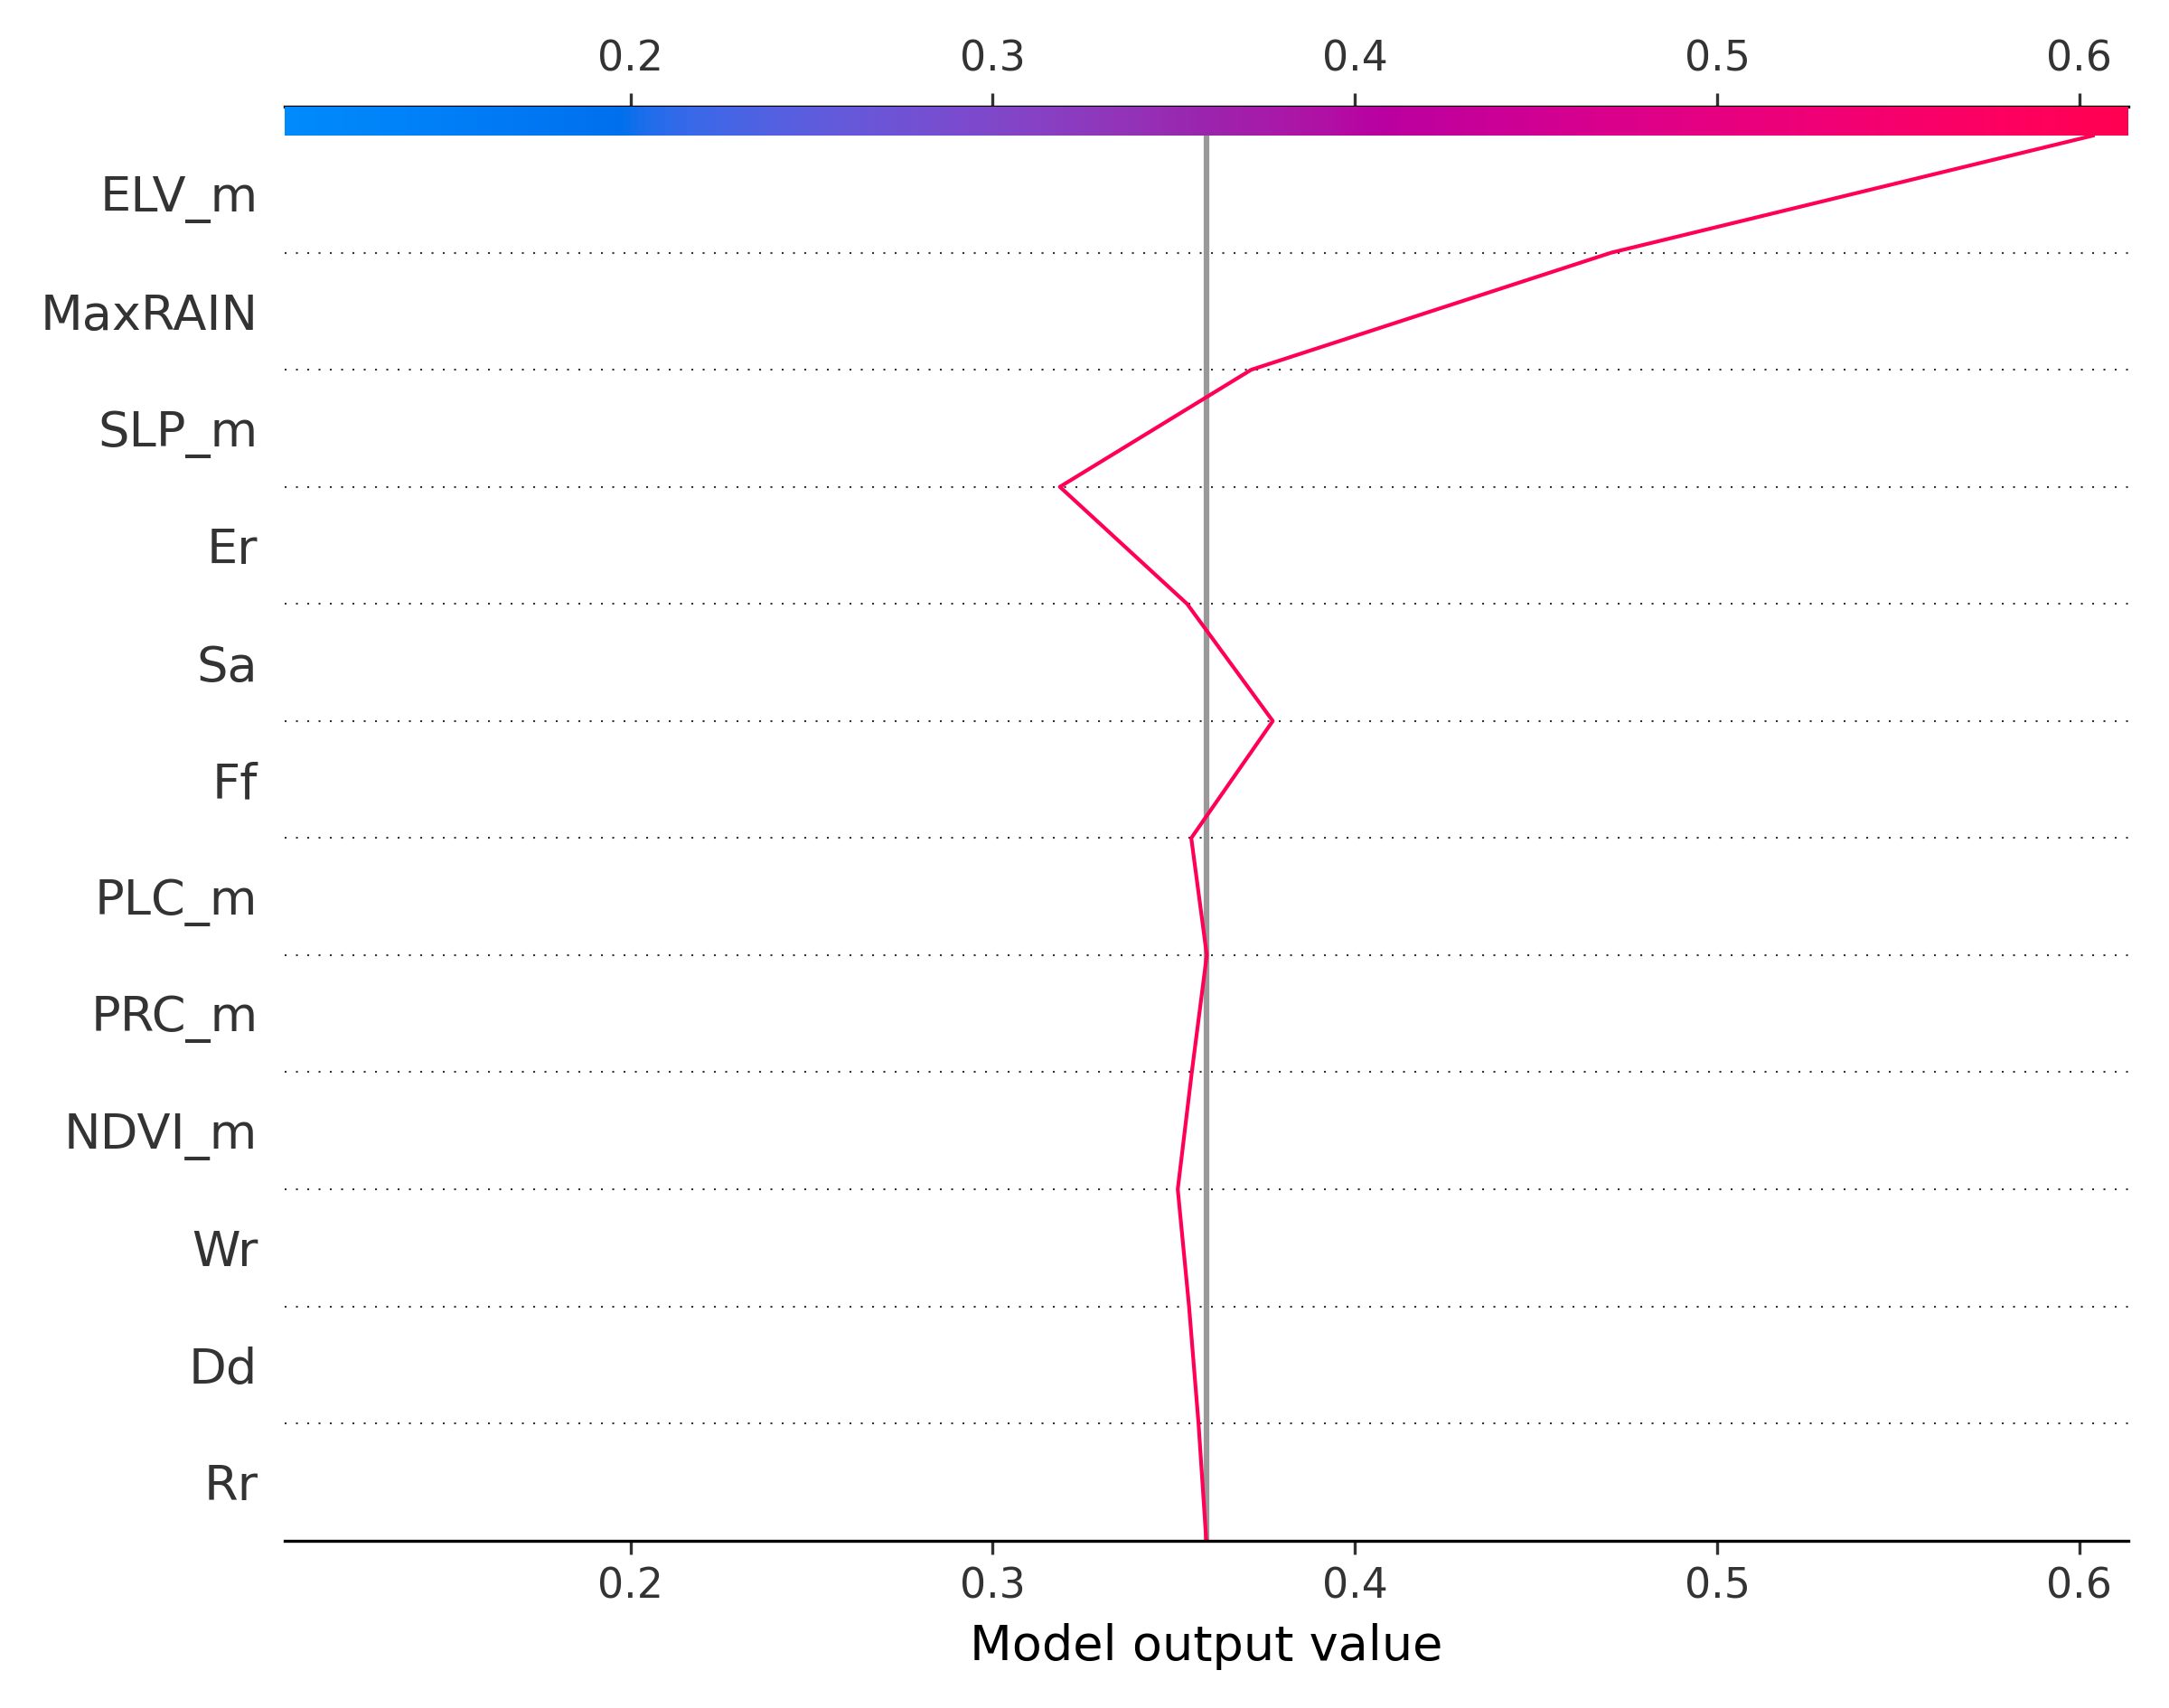 0.2 0.3 0.4 0.5 0.6
ELV_m
MaxRAIN
SLP_m
Er
Sa
Ff
PLC_m
PRC_m
NDVI_m
Wr
Dd
Rr
0.2 0.3 0.4 0.5 0.6
Model output value